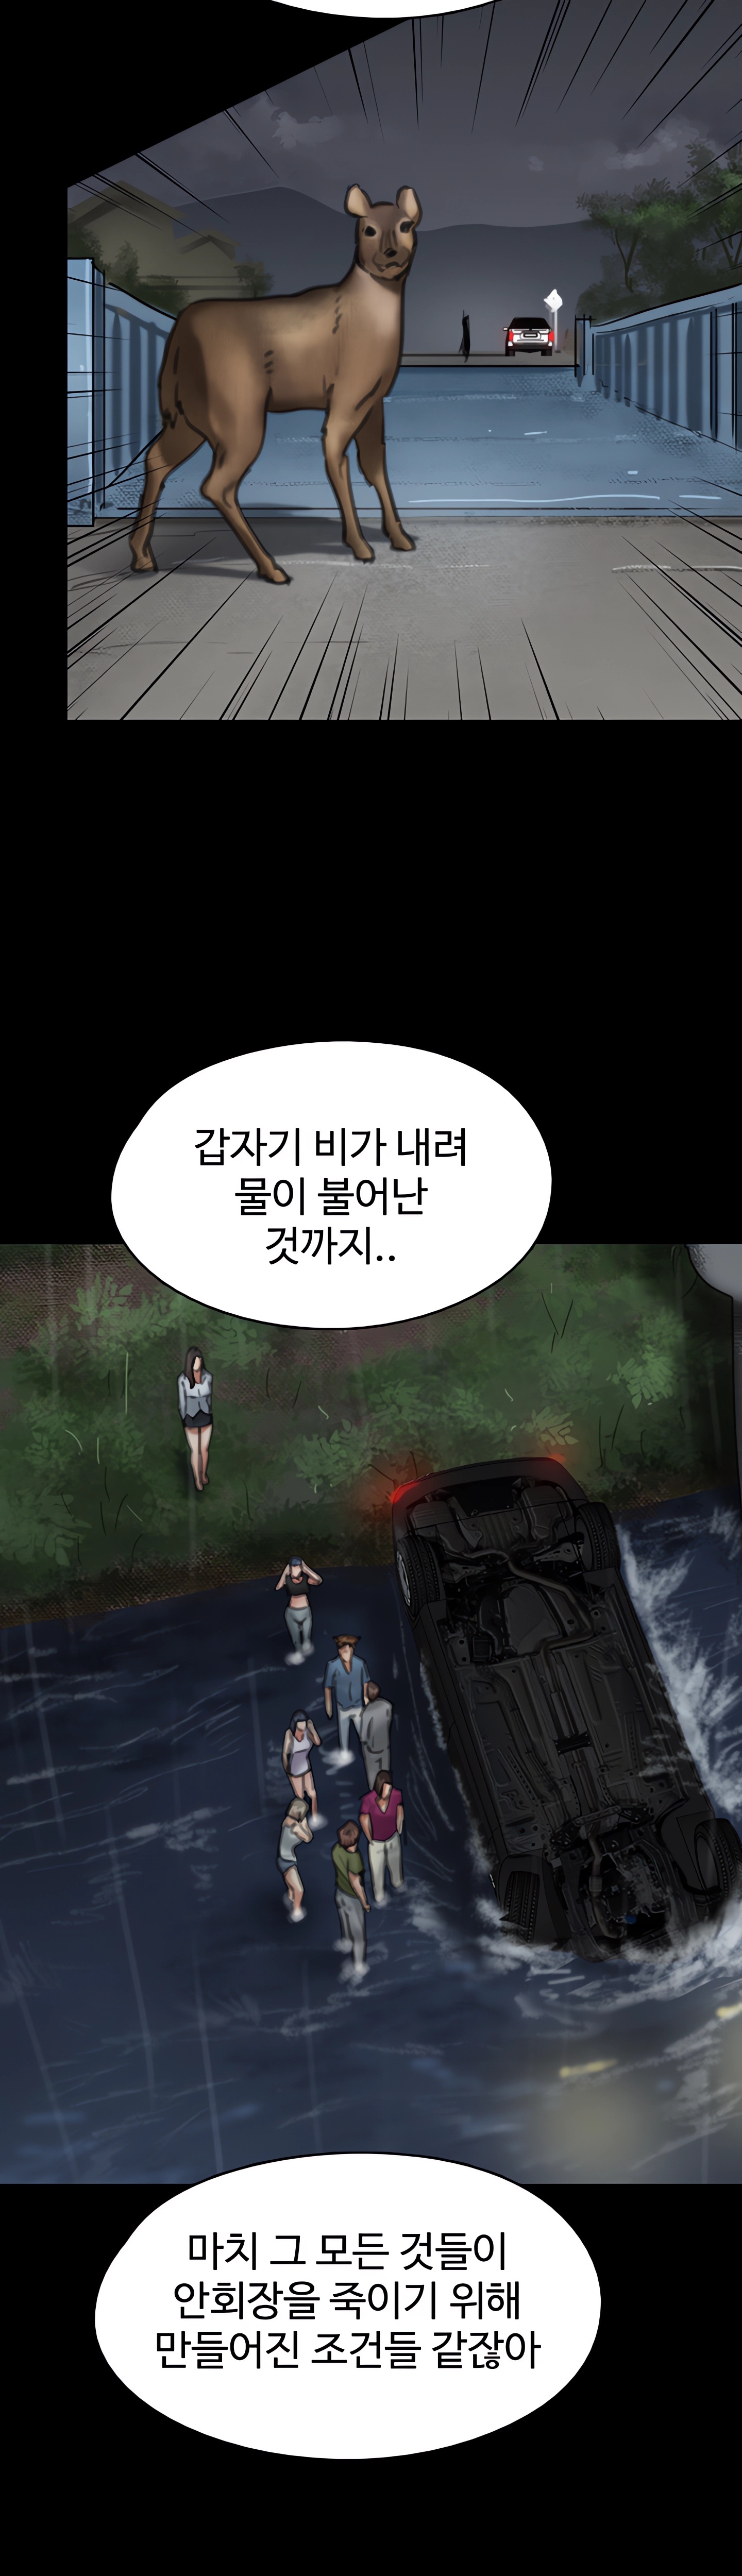 갑자기 비가 내려
물이 불어난
것까지..
마치 그 모든 것들이
안회장을 죽이기 위해
만들어진 조건들 같잖아